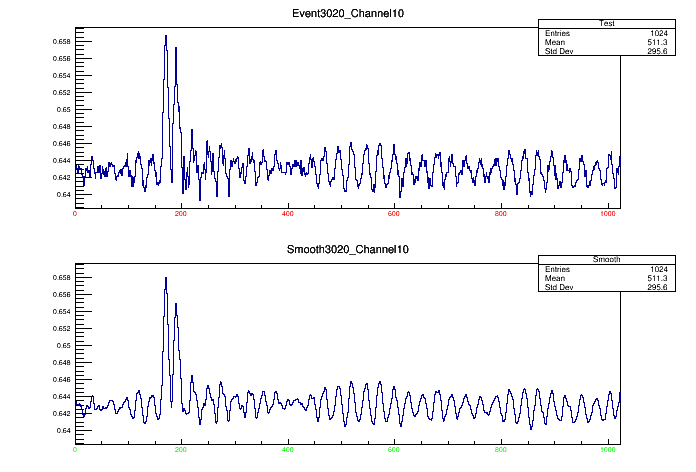 Event3020_Channel10
Test
Entries 1024
Mean 511.3
Std Dev 295.6
0.658
0.656
0.654
0.652
0.65
0.648
0.646
0.644
0.642
0.64
0 200 400 600 800 1000
Smooth3020_Channel10
Smooth
Entries 1024
Mean 511.3
Std Dev 295.6
0.658
0.656
0.654
0.652
0.65
0.648
0.646
0.644
0.642
0.64
0 200 400 600 800 1000